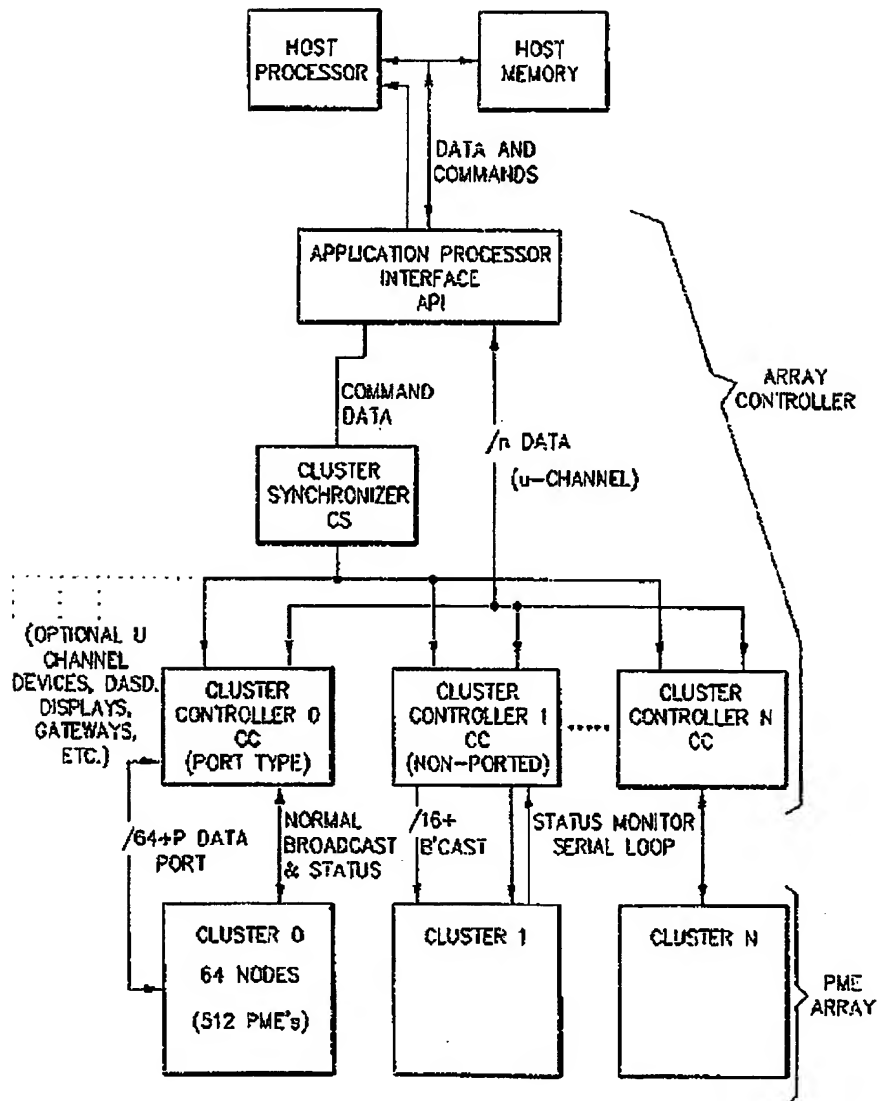 HOST
PROCESSOR
HOST
MEMORY
DATA AND
COMMANDS
APPLICATION PROCESSOR
INTERFACE
API
COMMAND
DATA
/n DATA
(u-CHANNEL)
ARRAY
CONTROLLER
CLUSTER
SYNCHRONIZER
CS
(OPTIONAL U
CHANNEL
DEVICES, DASD.
DISPLAYS,
GATEWAYS,
ETC.)
CLUSTER
CONTROLLER 0
CC
(PORT TYPE)
CLUSTER
CONTROLLER 1
CC
(NON-PORTED)
CLUSTER
CONTROLLER N
CC
/64+P DATA
PORT
NORMAL
BROADCAST
& STATUS
/16+
B'CAST
STATUS MONITOR
SERIAL LOOP
CLUSTER 0
64 NODES
(512 PME's)
CLUSTER 1
CLUSTER N
PME
ARRAY